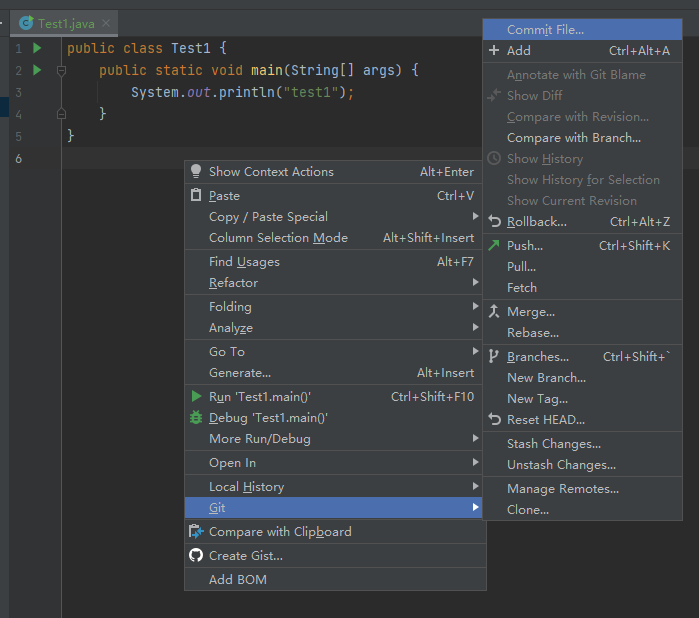 Test1.java
1 public class Test1 {
2 public static void main(String[] args) {
3 System.out.println("test1");
4 }
5 }
6
Show Context Actions Alt+Enter
Paste Ctrl+V
Copy / Paste Special
Column Selection Mode Alt+Shift+Insert
Find Usages Alt+F7
Refactor
Folding
Analyze
Go To
Generate... Alt+Insert
Run 'Test1.main()' Ctrl+Shift+F10
Debug 'Test1.main()'
More Run/Debug
Open In
Local History
Git
Compare with Clipboard
Create Gist...
Add BOM
Commit File...
Add Ctrl+Alt+A
Annotate with Git Blame
Show Diff
Compare with Revision...
Compare with Branch...
Show History
Show History for Selection
Show Current Revision
Rollback... Ctrl+Alt+Z
Push... Ctrl+Shift+K
Pull...
Fetch
Merge...
Rebase...
Branches... Ctrl+Shift+`
New Branch...
New Tag...
Reset HEAD...
Stash Changes...
Unstash Changes...
Manage Remotes...
Clone...